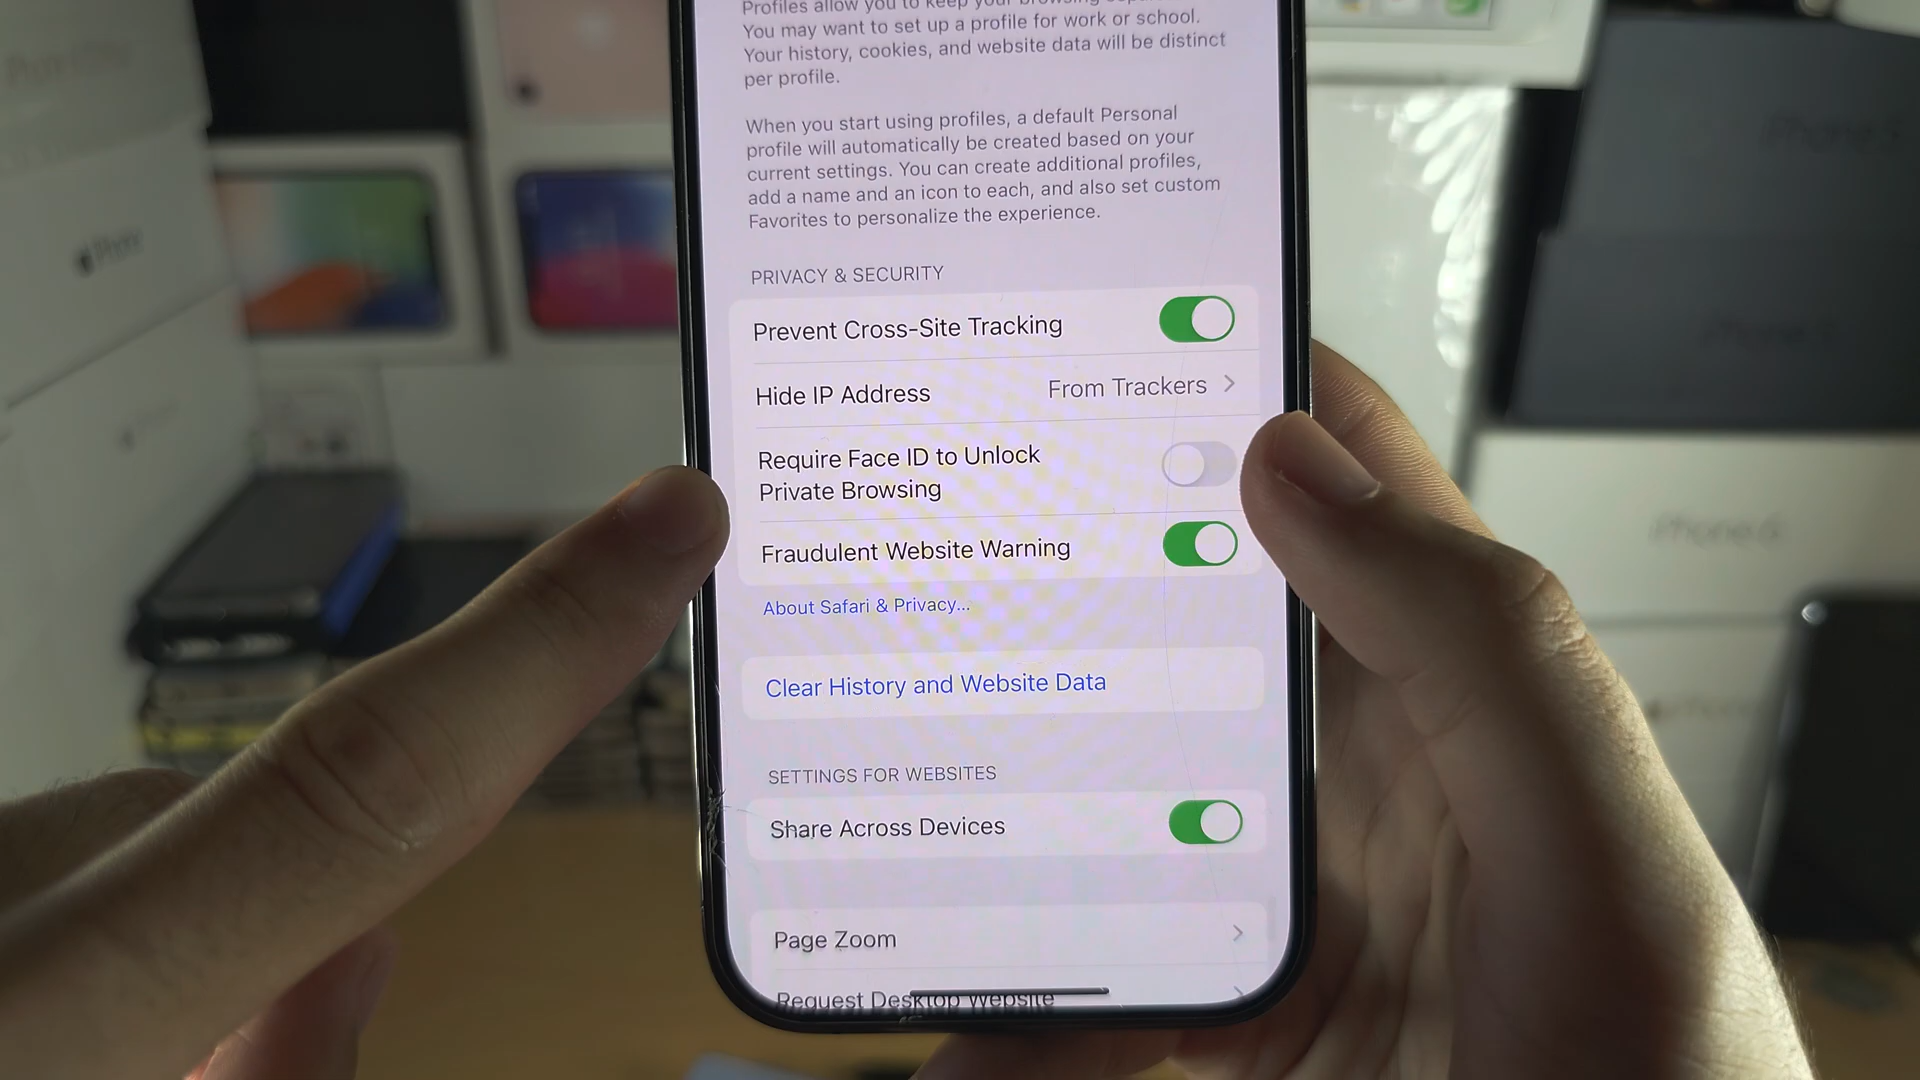 Profiles allow you to keep your browsing
You may want to set up a profile for work or school.
Your history, cookies, and website data will be distinct
per profile.
When you start using profiles, a default Personal
profile will automatically be created based on your
current settings. You can create additional profiles,
add a name and an icon to each, and also set custom
Favorites to personalize the experience.
PRIVACY & SECURITY
Prevent Cross-Site Tracking
Hide IP Address From Trackers
Require Face ID to Unlock
Private Browsing
Fraudulent Website Warning
About Safari & Privacy...
Clear History and Website Data
SETTINGS FOR WEBSITES
Share Across Devices
Page Zoom
Request Desktop Website
iPhone
iPhone 5
iPhone 6